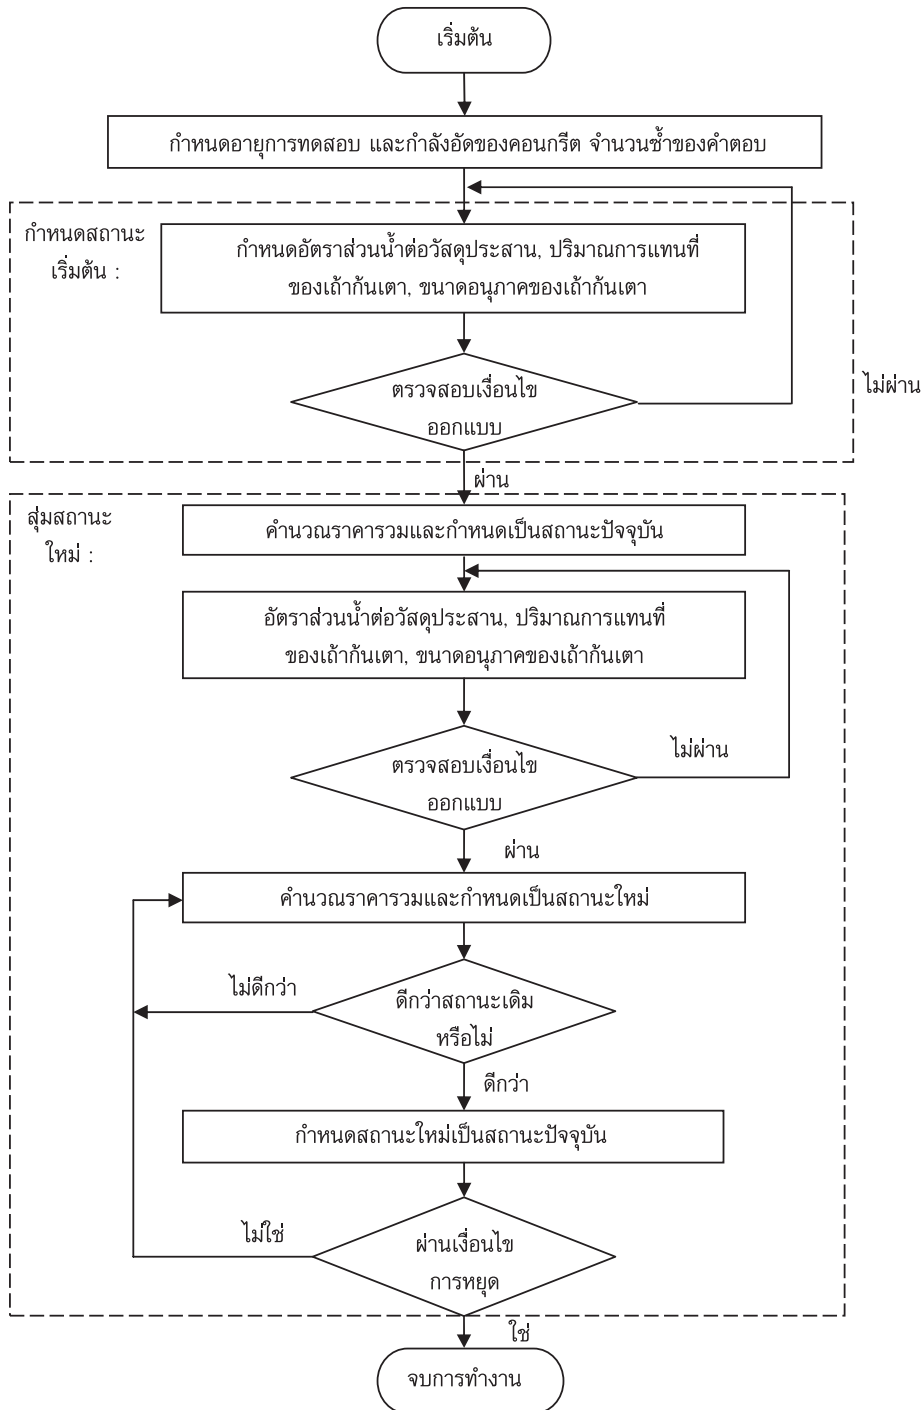 เริ่มต้น
กำหนดอายุการทดสอบ และกำลังอัดของคอนกรีต จำนวนซ้ำของคำตอบ
กำหนดสถานะ
เริ่มต้น :
กำหนดอัตราส่วนน้ำต่อวัสดุประสาน, ปริมาณการแทนที่
ของเถ้าก้นเตา, ขนาดอนุภาคของเถ้าก้นเตา
ตรวจสอบเงื่อนไข
ออกแบบ
ไม่ผ่าน
ผ่าน
สุ่มสถานะ
ใหม่ :
คำนวณราคารวมและกำหนดเป็นสถานะปัจจุบัน
อัตราส่วนน้ำต่อวัสดุประสาน, ปริมาณการแทนที่
ของเถ้าก้นเตา, ขนาดอนุภาคของเถ้าก้นเตา
ตรวจสอบเงื่อนไข
ออกแบบ
ไม่ผ่าน
ผ่าน
คำนวณราคารวมและกำหนดเป็นสถานะใหม่
ไม่ดีกว่า
ดีกว่าสถานะเดิม
หรือไม่
ดีกว่า
กำหนดสถานะใหม่เป็นสถานะปัจจุบัน
ไม่ใช่
ผ่านเงื่อนไข
การหยุด
ใช่
จบการทำงาน